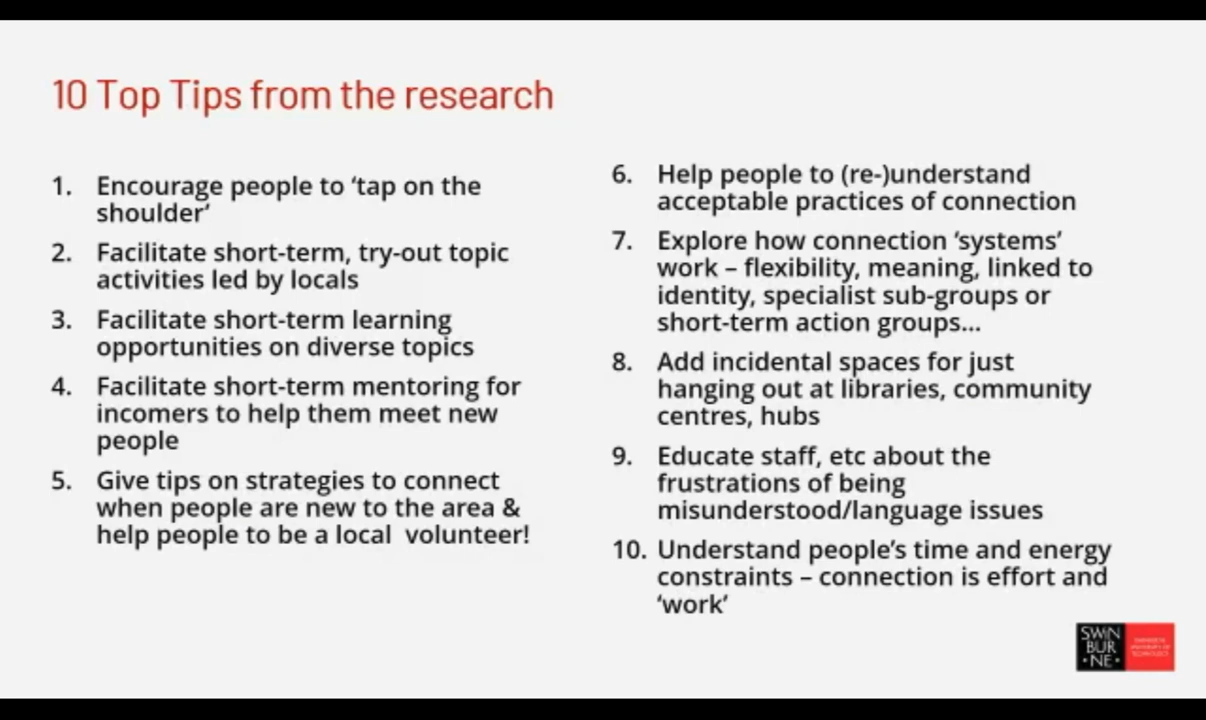 10 Top Tips from the research
1. Encourage people to ‘tap on the
shoulder’
2. Facilitate short-term, try-out topic
activities led by locals
3. Facilitate short-term learning
opportunities on diverse topics
4. Facilitate short-term mentoring for
incomers to help them meet new
people
5. Give tips on strategies to connect
when people are new to the area &
help people to be a local  volunteer!
6. Help people to (re-)understand
acceptable practices of connection
7. Explore how connection ‘systems’
work – flexibility, meaning, linked to
identity, specialist sub-groups or
short-term action groups...
8. Add incidental spaces for just
hanging out at libraries, community
centres, hubs
9. Educate staff, etc about the
frustrations of being
misunderstood/language issues
10. Understand people’s time and energy
constraints – connection is effort and
‘work’
SWIN
BUR
•NE•